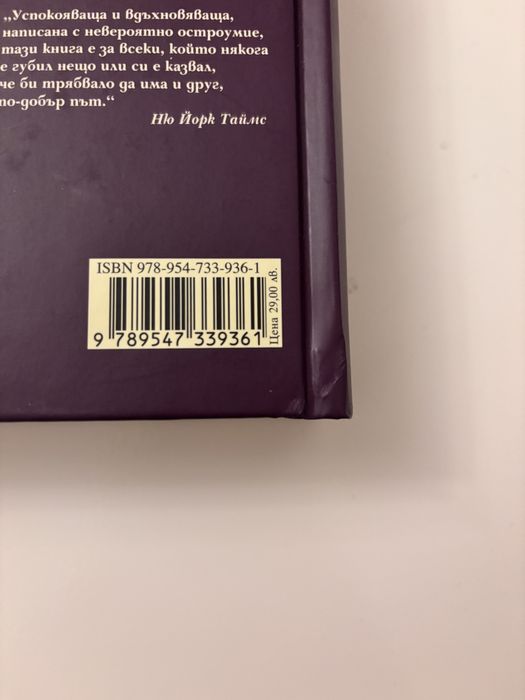 „Успокояваща и вдъхновяваща,
написана с невероятно остроумие,
тази книга е за всеки, който някога
е губил нещо или си е казвал,
че би трябвало да има и друг,
по-добър път.“
Ню Йорк Таймс
ISBN 978-954-733-936-1
9 789547 339361
Цена 29,00 лв.